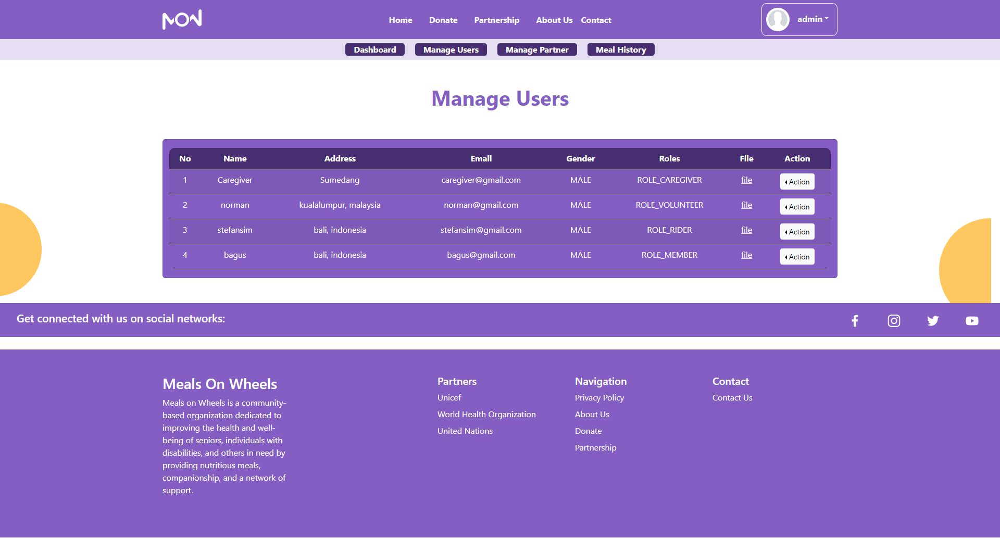 MOW
Home Donate Partnership About Us Contact
admin
Dashboard Manage Users Manage Partner Meal History
Manage Users
No Name Address Email Gender Roles File Action
1 Caregiver Sumedang caregiver@gmail.com MALE ROLE_CAREGIVER file Action
2 norman kualalumpur, malaysia norman@gmail.com MALE ROLE_VOLUNTEER file Action
3 stefansim bali, indonesia stefansim@gmail.com MALE ROLE_RIDER file Action
4 bagus bali, indonesia bagus@gmail.com MALE ROLE_MEMBER file Action
Get connected with us on social networks:
Meals On Wheels
Meals on Wheels is a community-
based organization dedicated to
improving the health and well-
being of seniors, individuals with
disabilities, and others in need by
providing nutritious meals,
companionship, and a network of
support.
Partners
Unicef
World Health Organization
United Nations
Navigation
Privacy Policy
About Us
Donate
Partnership
Contact
Contact Us